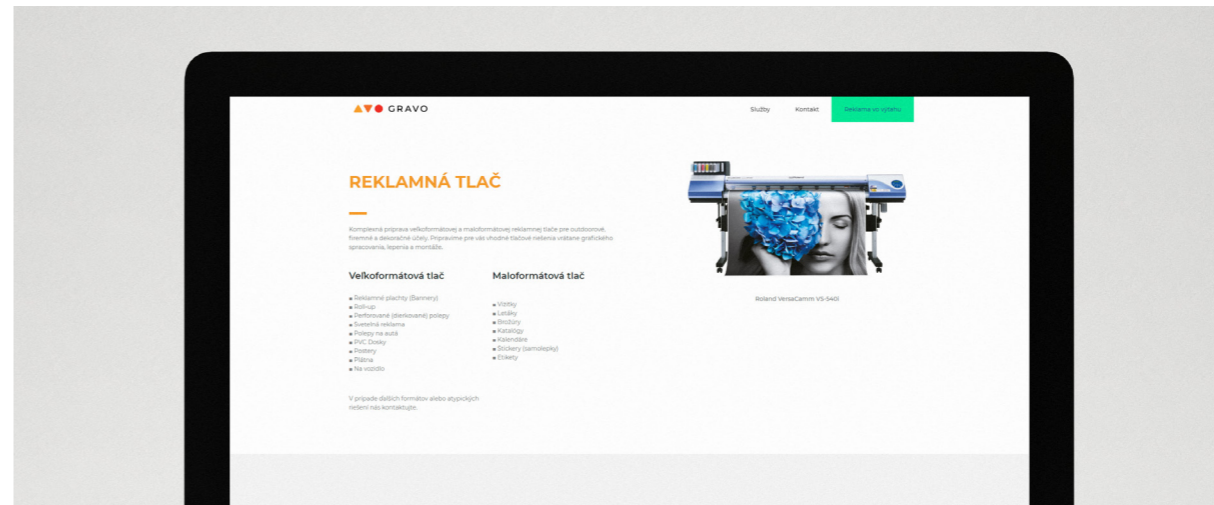 GRAVO
Služby
Kontakt
Reklama vo výťahu
REKLAMNÁ TLAČ
Komplexná príprava veľkoformátovej a maloformátovej reklamnej tlače pre outdoorové,
firemné a dekoračné účely. Pripravíme pre vás vhodné tlačové riešenia vrátane grafického
spracovania, lepenia a montáže.
Veľkoformátová tlač
Reklamné plachty (Bannery)
Roll-up
Perforované (dierkované) polepy
Svetelná reklama
Polepy na autá
PVC Dosky
Postery
Plátna
Na vozidlo
V prípade ďalších formátov alebo atypických
riešení nás kontaktujte.
Maloformátová tlač
Vizitky
Letáky
Brožúry
Katalógy
Kalendáre
Stickery (samolepky)
Etikety
Roland VersaCamm VS-540i